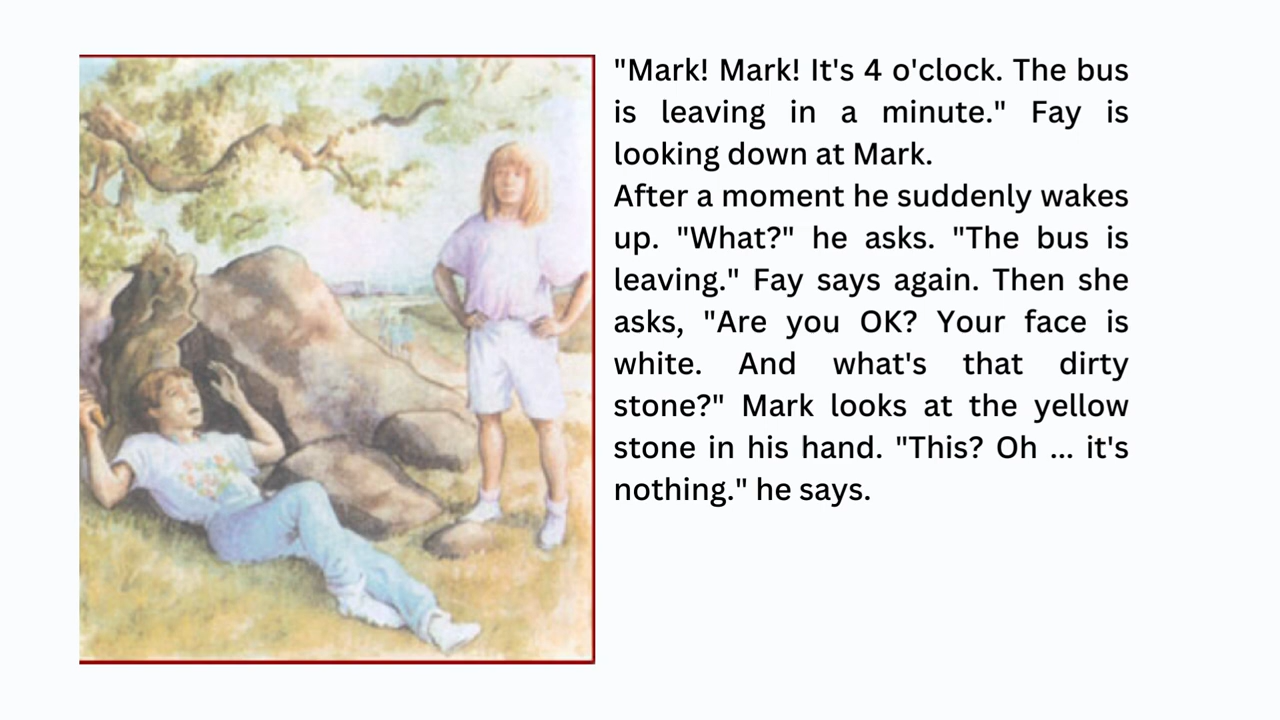 "Mark! Mark! It's 4 o'clock. The bus
is leaving in a minute." Fay is
looking down at Mark.
After a moment he suddenly wakes
up. "What?" he asks. "The bus is
leaving." Fay says again. Then she
asks, "Are you OK? Your face is
white. And what's that dirty
stone?" Mark looks at the yellow
stone in his hand. "This? Oh ... it's
nothing." he says.